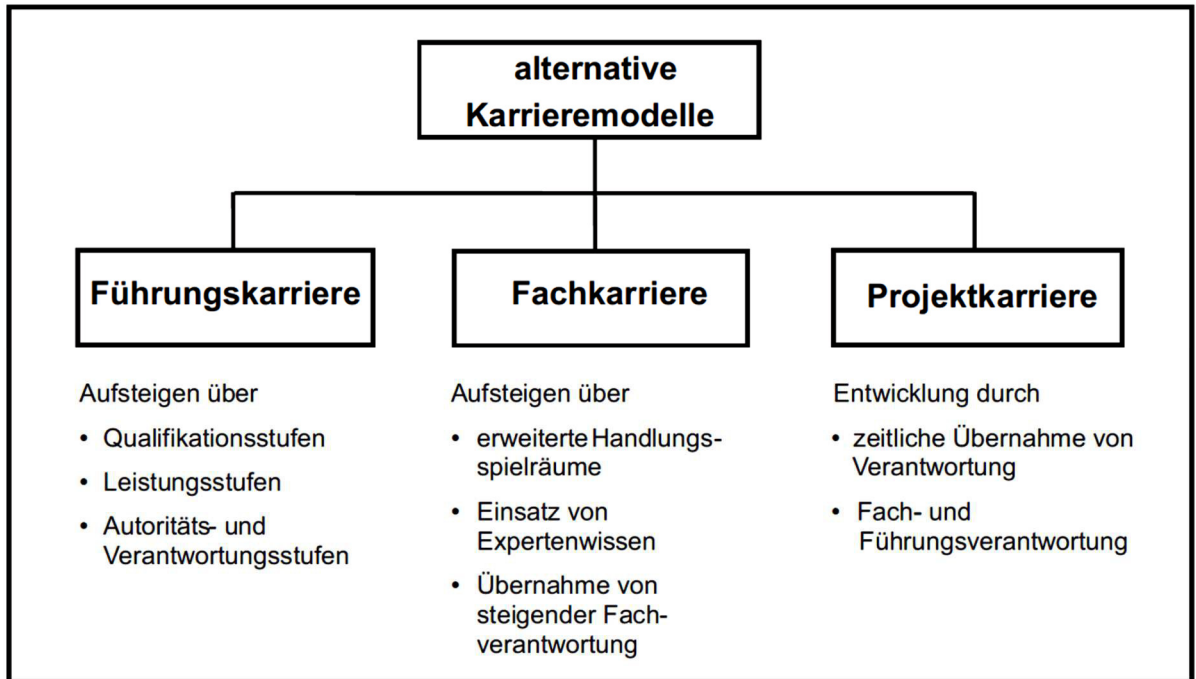 alternative
Karrieremodelle
Führungskarriere
Fachkarriere
Projektkarriere
Aufsteigen über
• Qualifikationsstufen
• Leistungsstufen
• Autoritäts- und
Verantwortungsstufen
Aufsteigen über
• erweiterte Handlungs-
spielräume
• Einsatz von
Expertenwissen
• Übernahme von
steigender Fach-
verantwortung
Entwicklung durch
• zeitliche Übernahme von
Verantwortung
• Fach- und
Führungsverantwortung